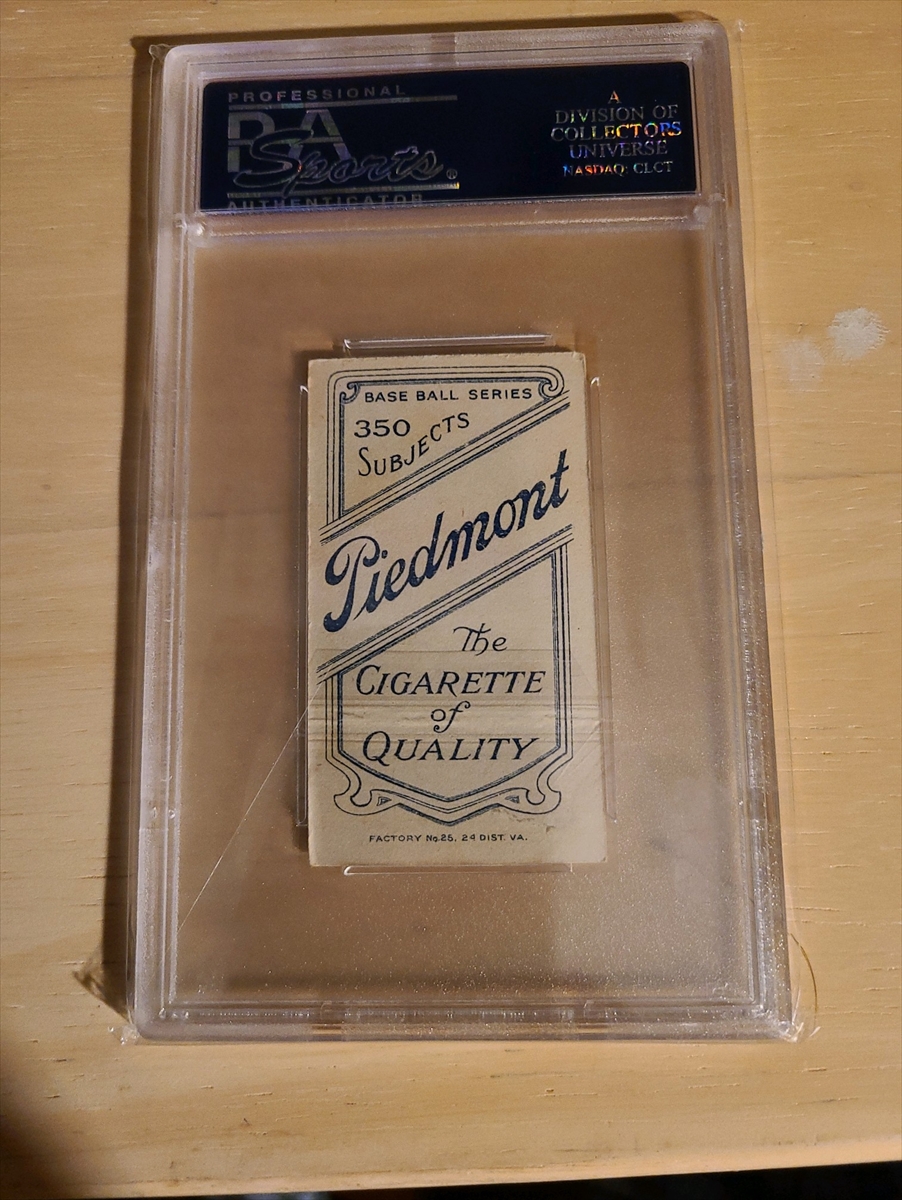 PROFESSIONAL
PSA
Sports®
AUTHENTICATOR
A
DIVISION OF
COLLECTORS
UNIVERSE
NASDAQ: CLCT
BASE BALL SERIES
350
SUBJECTS
Piedmont
The
CIGARETTE
of
QUALITY
FACTORY No. 25, 2d DIST. VA.